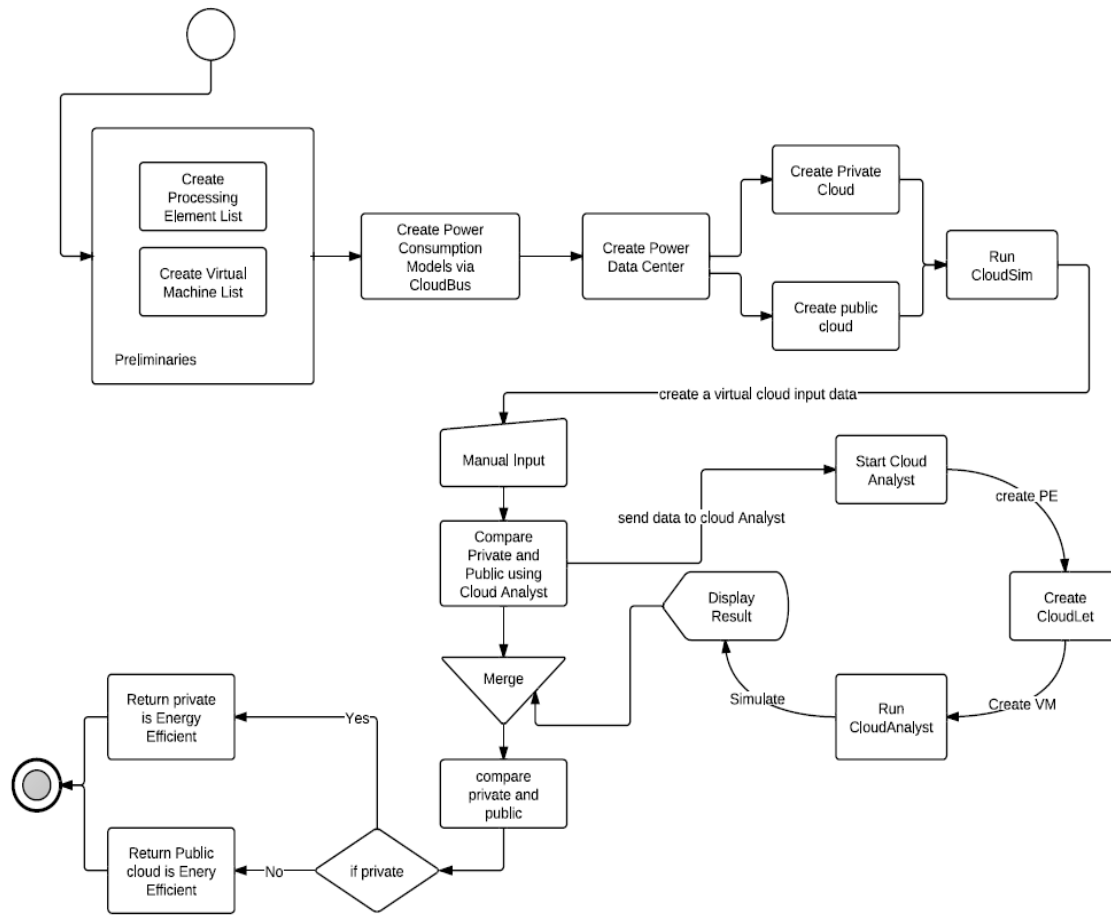 Create
Processing
Element List
Create Virtual
Machine List
Preliminaries
Create Power
Consumption
Models via
CloudBus
Create Power
Data Center
Create Private
Cloud
Create public
cloud
Run
CloudSim
create a virtual cloud input data
Manual Input
Compare
Private and
Public using
Cloud Analyst
send data to cloud Analyst
Start Cloud
Analyst
create PE
Create
CloudLet
Create VM
Run
CloudAnalyst
Simulate
Display
Result
Merge
compare
private and
public
if private
Yes
Return private
is Energy
Efficient
No
Return Public
cloud is Enery
Efficient